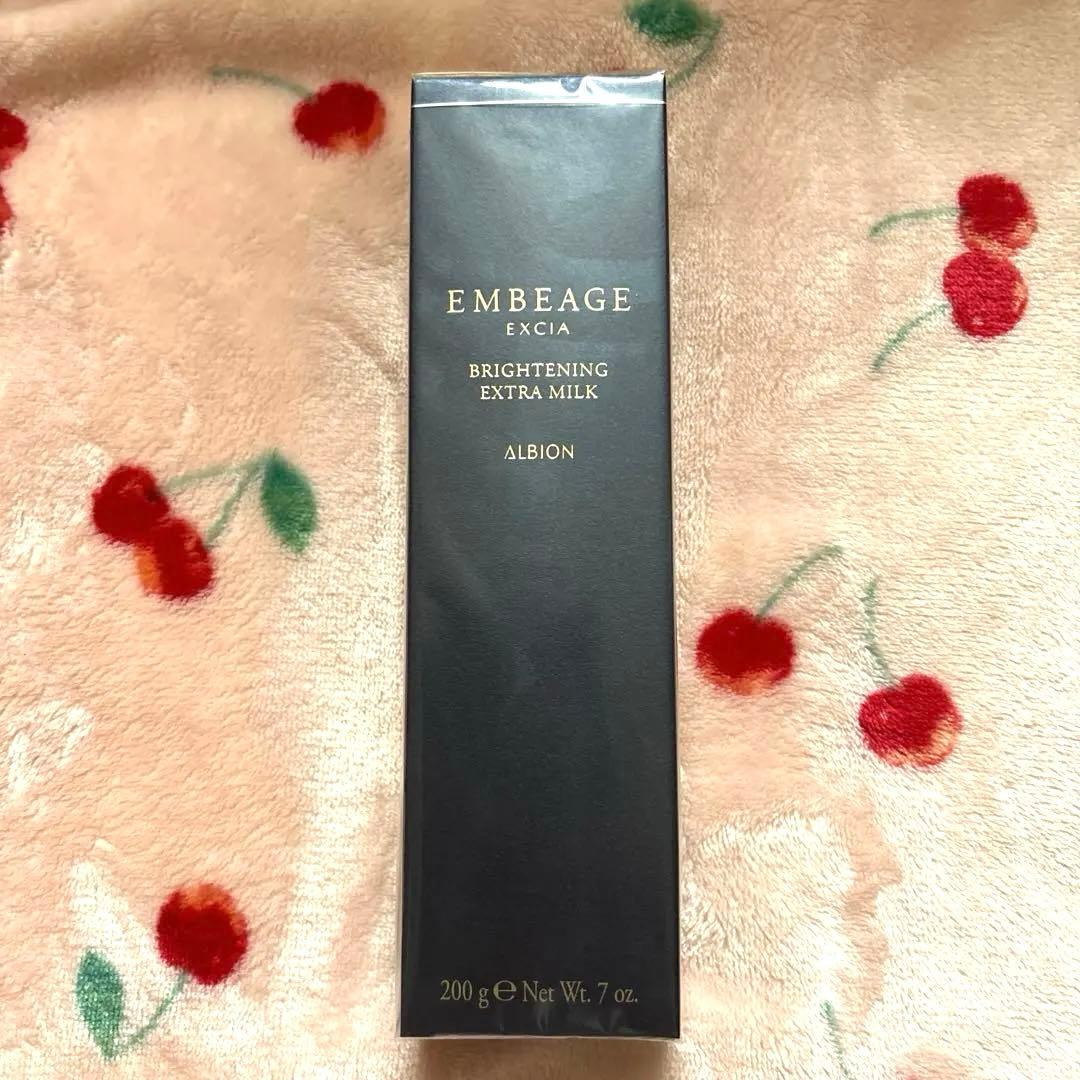 EMBEAGE
EXCIA
BRIGHTENING
EXTRA MILK
ALBION
200 g ℮ Net Wt. 7 oz.